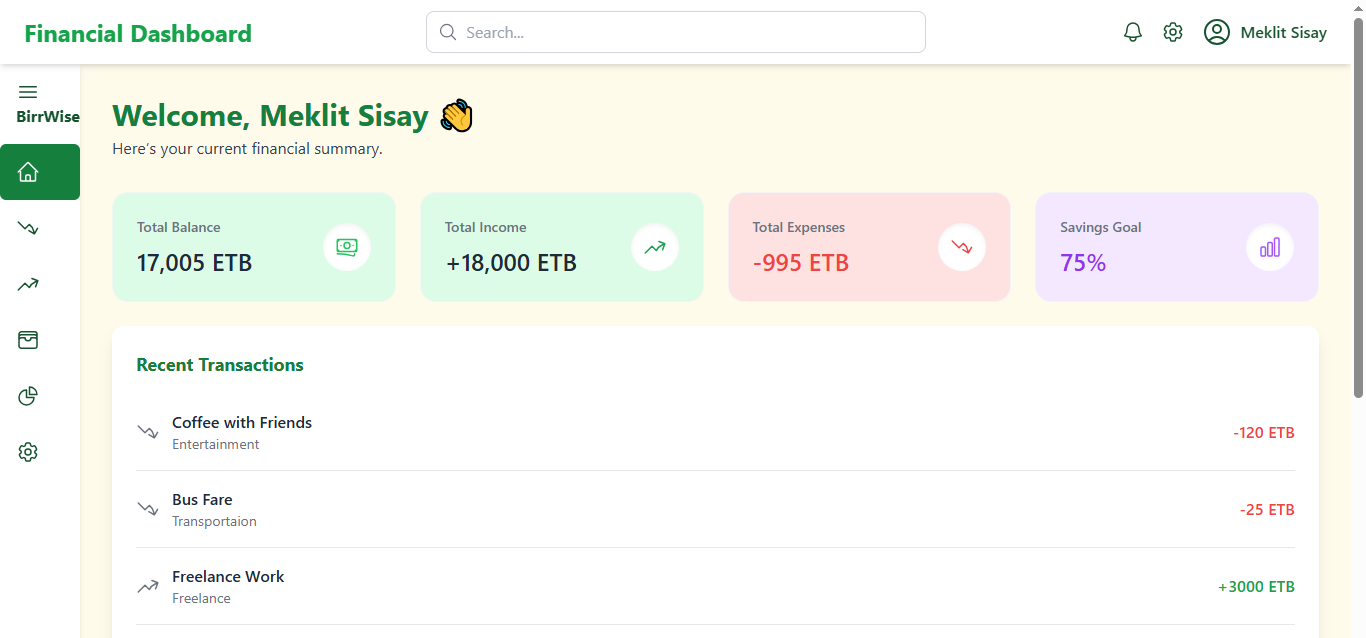 Financial Dashboard
Search...
Meklit Sisay
BirrWise
Welcome, Meklit Sisay 👋
Here’s your current financial summary.
Total Balance
17,005 ETB
Total Income
+18,000 ETB
Total Expenses
-995 ETB
Savings Goal
75%
Recent Transactions
Coffee with Friends
Entertainment
-120 ETB
Bus Fare
Transportaion
-25 ETB
Freelance Work
Freelance
+3000 ETB